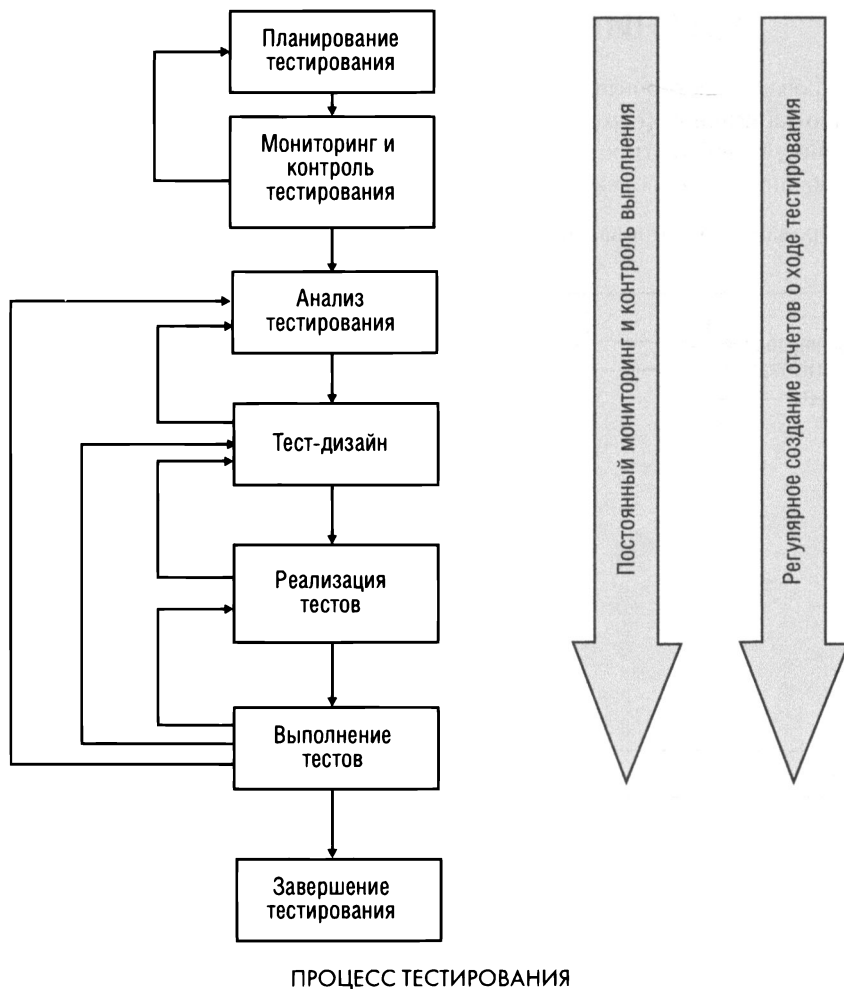 Планирование
тестирования
Мониторинг и
контроль
тестирования
Анализ
тестирования
Тест-дизайн
Реализация
тестов
Выполнение
тестов
Завершение
тестирования
Постоянный мониторинг и контроль выполнения
Регулярное создание отчетов о ходе тестирования
ПРОЦЕСС ТЕСТИРОВАНИЯ